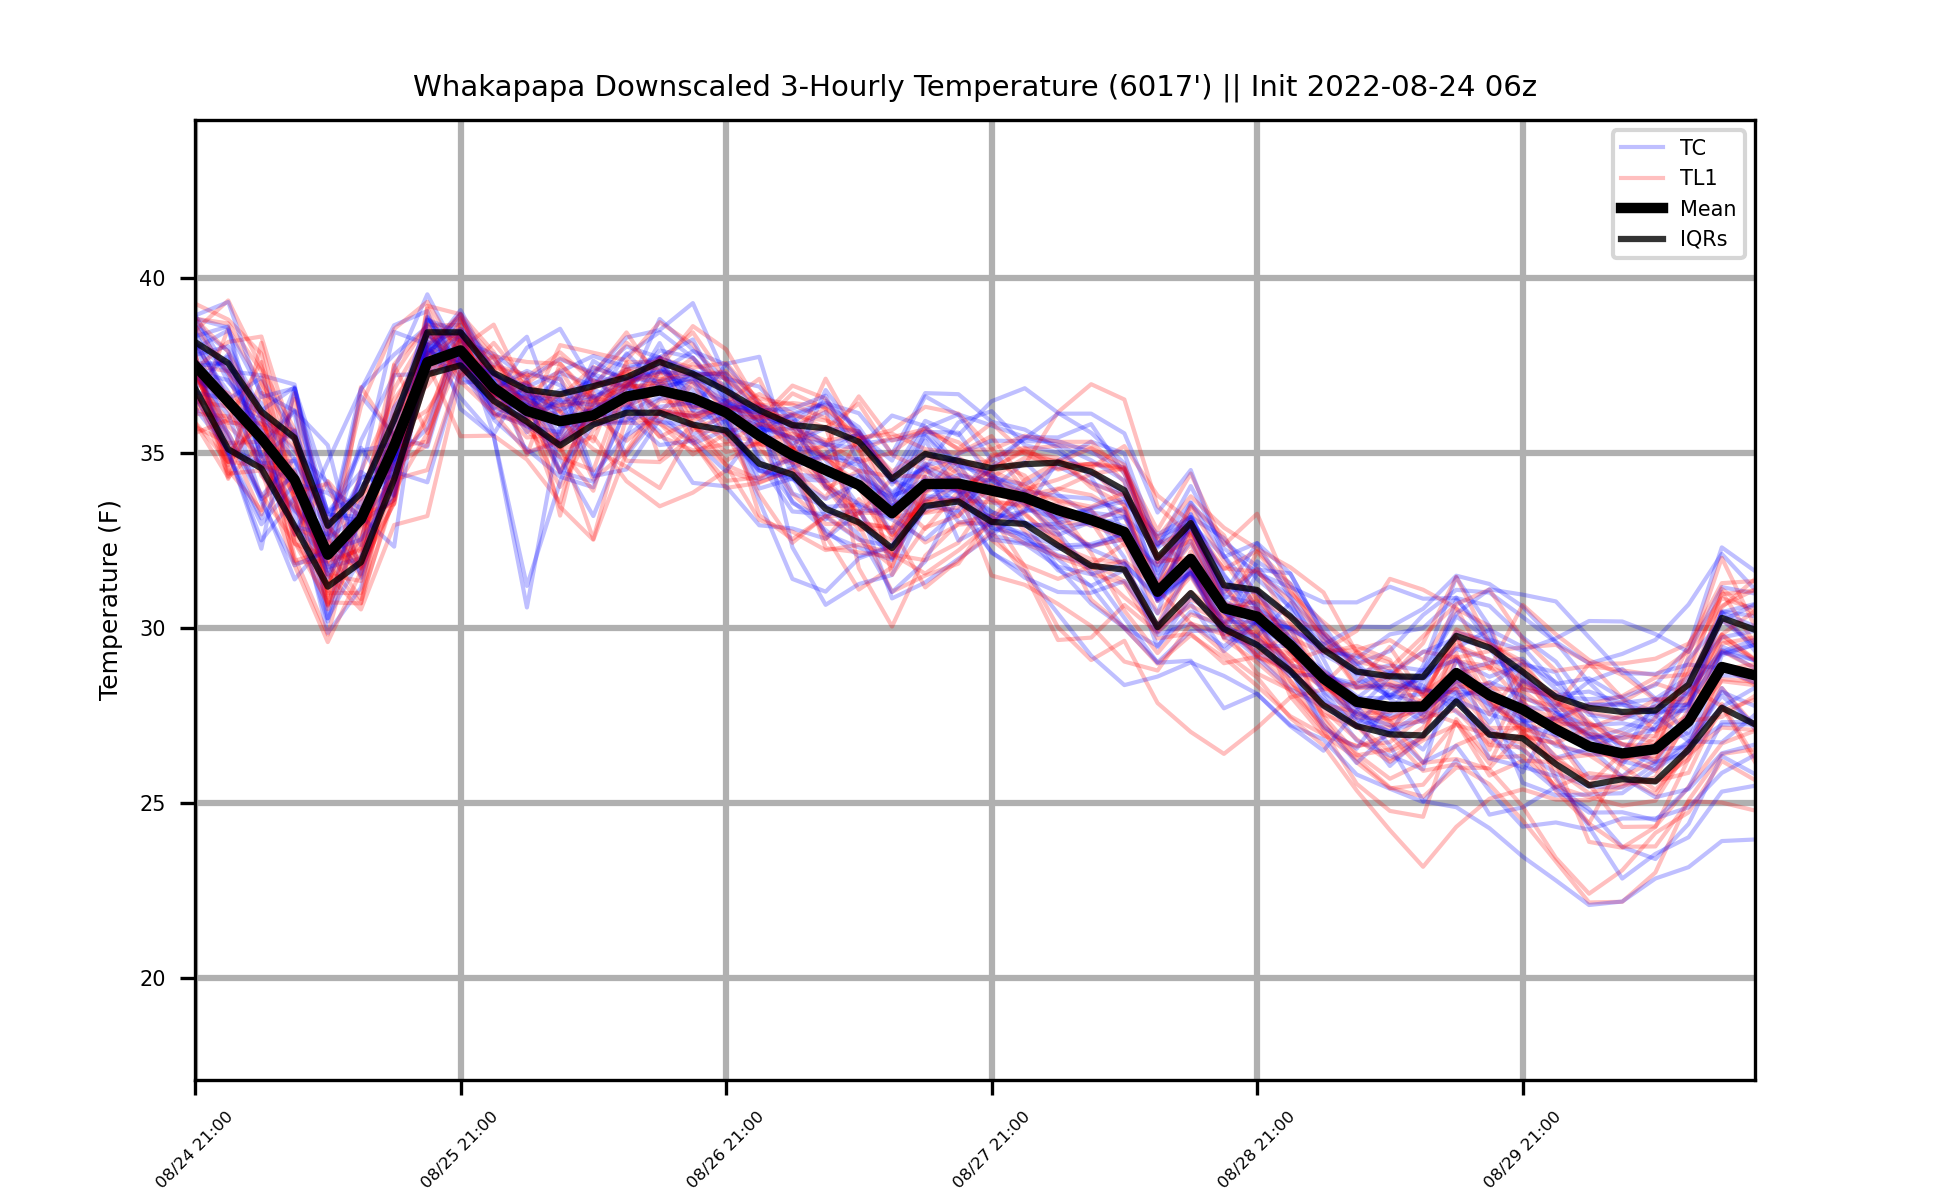 Whakapapa Downscaled 3-Hourly Temperature (6017') || Init 2022-08-24 06z
TC
TL1
Mean
IQRs
Temperature (F)
40
35
30
25
20
08/24 21:00
08/25 21:00
08/26 21:00
08/27 21:00
08/28 21:00
08/29 21:00